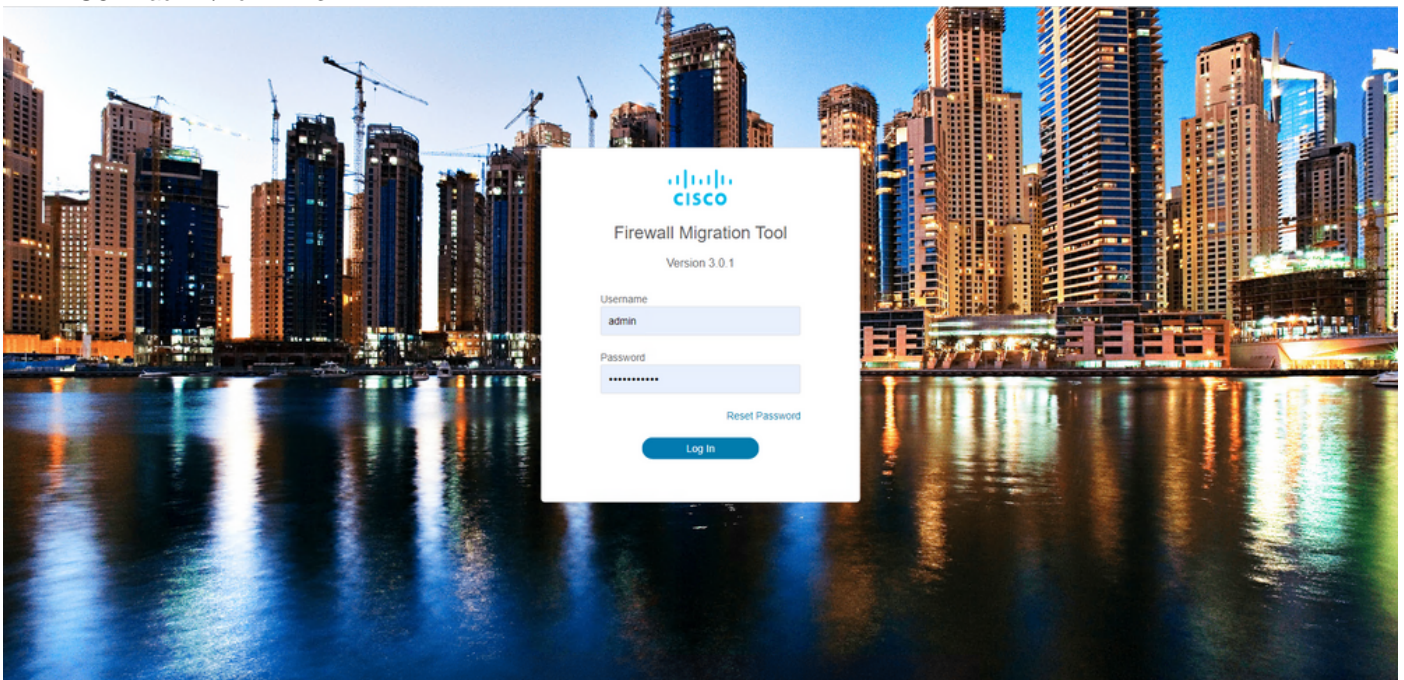 CISCO
Firewall Migration Tool
Version 3.0.1
Username
admin
Password
•••••••••••
Reset Password
Log In